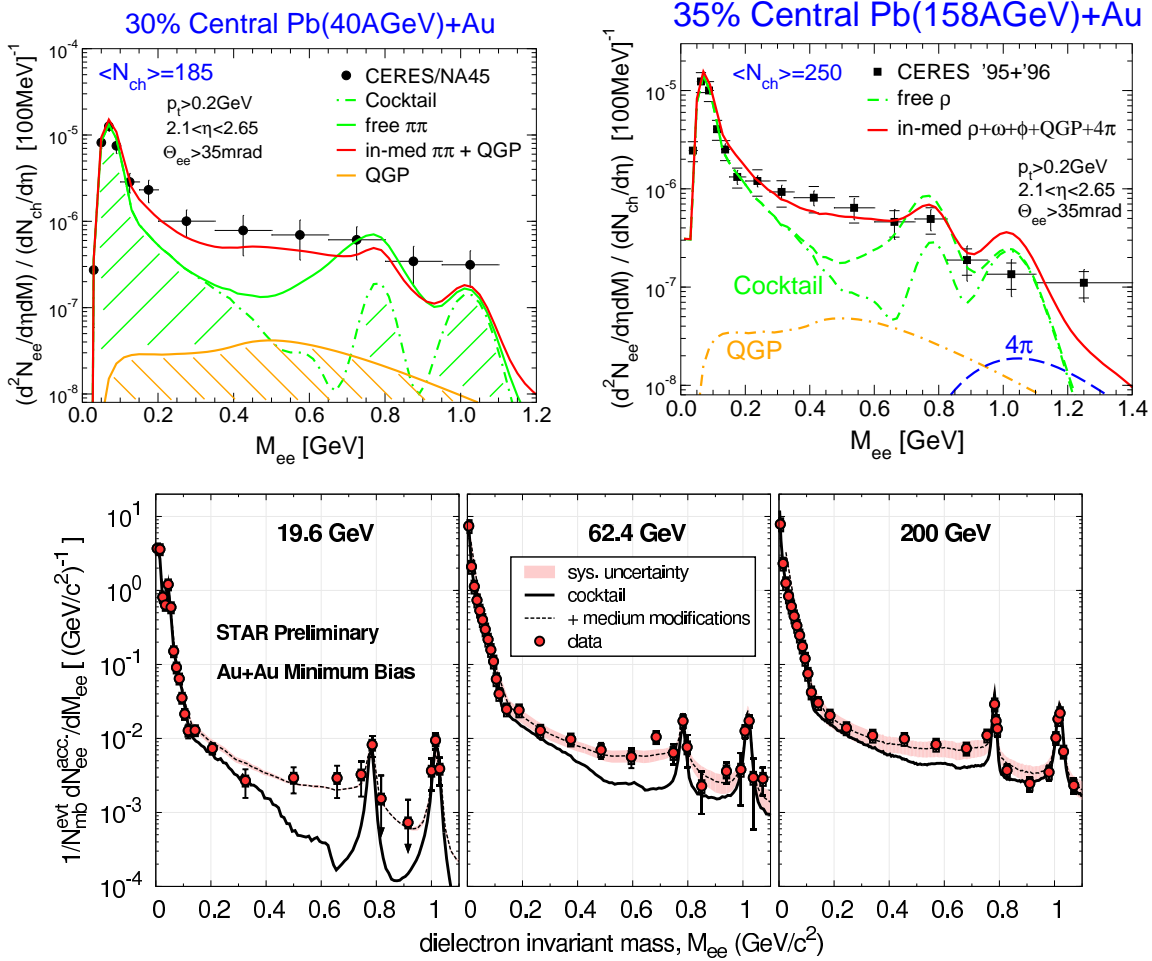 30% Central Pb(40AGeV)+Au
<N_ch>=185
p_t>0.2GeV
2.1<η<2.65
Θ_ee>35mrad
CERES/NA45
Cocktail
free ππ
in-med ππ + QGP
QGP
(d²N_ee/dηdM) / (dN_ch/dη) [100MeV]⁻¹
10⁻⁴
10⁻⁵
10⁻⁶
10⁻⁷
10⁻⁸
0.0 0.2 0.4 0.6 0.8 1.0 1.2
M_ee [GeV]
35% Central Pb(158AGeV)+Au
<N_ch>=250
CERES '95+'96
free ρ
in-med ρ+ω+φ+QGP+4π
p_t>0.2GeV
2.1<η<2.65
Θ_ee>35mrad
Cocktail
QGP
4π
(d²N_ee/dηdM) / (dN_ch/dη) [100MeV]⁻¹
10⁻⁵
10⁻⁶
10⁻⁷
10⁻⁸
0.0 0.2 0.4 0.6 0.8 1.0 1.2 1.4
M_ee [GeV]
1/N_mb^evt dN_ee^acc./dM_ee [ (GeV/c²)⁻¹ ]
10¹
10⁰
10⁻¹
10⁻²
10⁻³
10⁻⁴
19.6 GeV
STAR Preliminary
Au+Au Minimum Bias
62.4 GeV
sys. uncertainty
cocktail
+ medium modifications
data
200 GeV
0 0.2 0.4 0.6 0.8 1 0 0.2 0.4 0.6 0.8 1 0 0.2 0.4 0.6 0.8 1
dielectron invariant mass, M_ee (GeV/c²)